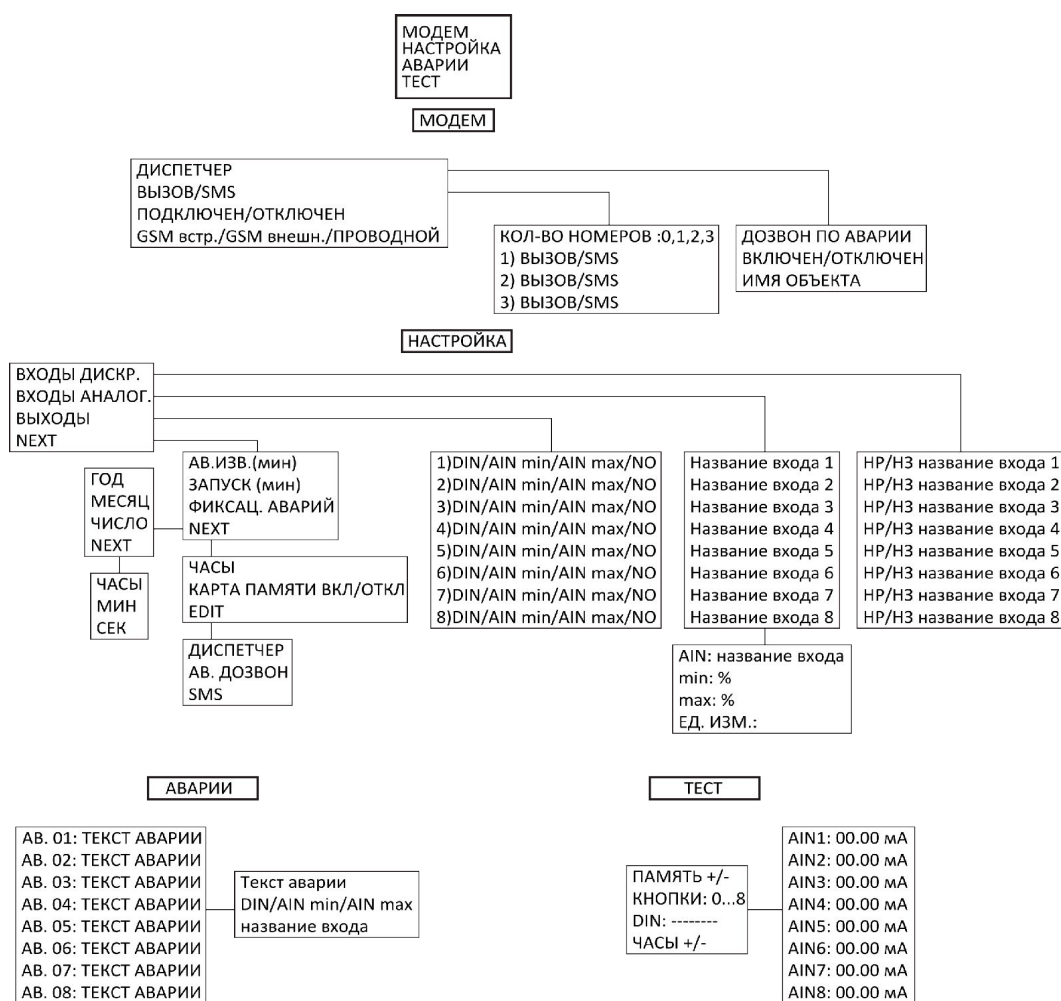 МОДЕМ
НАСТРОЙКА
АВАРИИ
ТЕСТ
МОДЕМ
ДИСПЕТЧЕР
ВЫЗОВ/SMS
ПОДКЛЮЧЕН/ОТКЛЮЧЕН
GSM встр./GSM внешн./ПРОВОДНОЙ
КОЛ-ВО НОМЕРОВ :0,1,2,3
1) ВЫЗОВ/SMS
2) ВЫЗОВ/SMS
3) ВЫЗОВ/SMS
ДОЗВОН ПО АВАРИИ
ВКЛЮЧЕН/ОТКЛЮЧЕН
ИМЯ ОБЪЕКТА
НАСТРОЙКА
ВХОДЫ ДИСКР.
ВХОДЫ АНАЛОГ.
ВЫХОДЫ
NEXT
ГОД
МЕСЯЦ
ЧИСЛО
NEXT
ЧАСЫ
МИН
СЕК
АВ.ИЗВ.(мин)
ЗАПУСК (мин)
ФИКСАЦ. АВАРИЙ
NEXT
ЧАСЫ
КАРТА ПАМЯТИ ВКЛ/ОТКЛ
EDIT
ДИСПЕТЧЕР
АВ. ДОЗВОН
SMS
1)DIN/AIN min/AIN max/NO
2)DIN/AIN min/AIN max/NO
3)DIN/AIN min/AIN max/NO
4)DIN/AIN min/AIN max/NO
5)DIN/AIN min/AIN max/NO
6)DIN/AIN min/AIN max/NO
7)DIN/AIN min/AIN max/NO
8)DIN/AIN min/AIN max/NO
Название входа 1
Название входа 2
Название входа 3
Название входа 4
Название входа 5
Название входа 6
Название входа 7
Название входа 8
AIN: название входа
min: %
max: %
ЕД. ИЗМ.:
НР/НЗ название входа 1
НР/НЗ название входа 2
НР/НЗ название входа 3
НР/НЗ название входа 4
НР/НЗ название входа 5
НР/НЗ название входа 6
НР/НЗ название входа 7
НР/НЗ название входа 8
АВАРИИ
АВ. 01: ТЕКСТ АВАРИИ
АВ. 02: ТЕКСТ АВАРИИ
АВ. 03: ТЕКСТ АВАРИИ
АВ. 04: ТЕКСТ АВАРИИ
АВ. 05: ТЕКСТ АВАРИИ
АВ. 06: ТЕКСТ АВАРИИ
АВ. 07: ТЕКСТ АВАРИИ
АВ. 08: ТЕКСТ АВАРИИ
Текст аварии
DIN/AIN min/AIN max
название входа
ТЕСТ
ПАМЯТЬ +/-
КНОПКИ: 0...8
DIN: --------
ЧАСЫ +/-
AIN1: 00.00 мА
AIN2: 00.00 мА
AIN3: 00.00 мА
AIN4: 00.00 мА
AIN5: 00.00 мА
AIN6: 00.00 мА
AIN7: 00.00 мА
AIN8: 00.00 мА